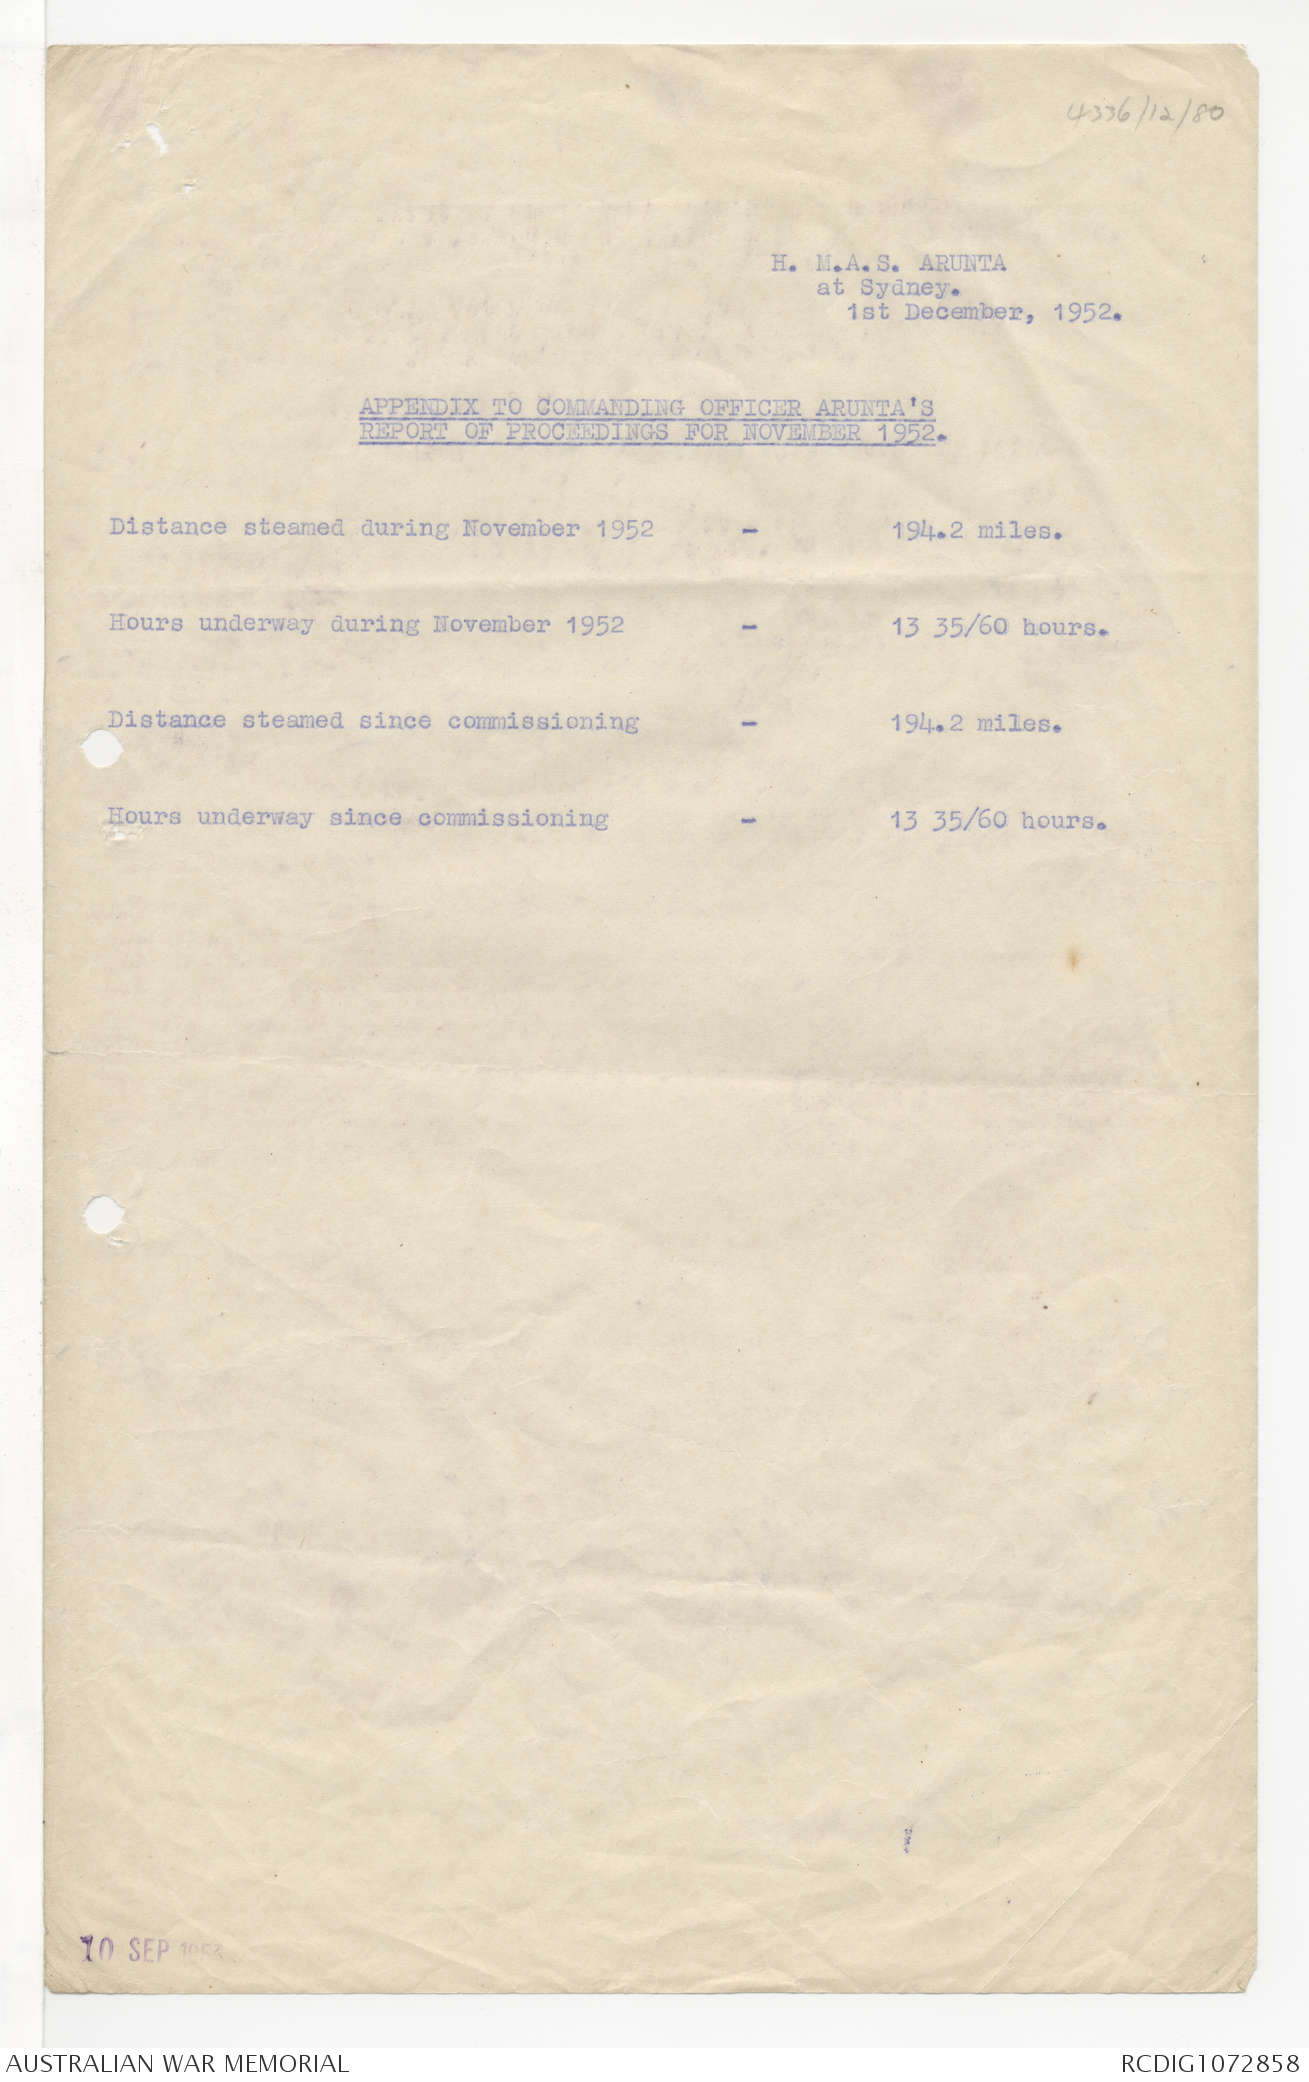 4336/12/80
H. M.A.S. ARUNTA
at Sydney.
1st December, 1952.
APPENDIX TO COMMANDING OFFICER ARUNTA'S
REPORT OF PROCEEDINGS FOR NOVEMBER 1952.
Distance steamed during November 1952 - 194.2 miles.
Hours underway during November 1952 - 13 35/60 hours.
Distance steamed since commissioning - 194.2 miles.
Hours underway since commissioning - 13 35/60 hours.
10 SEP
AUSTRALIAN WAR MEMORIAL RCDIG1072858